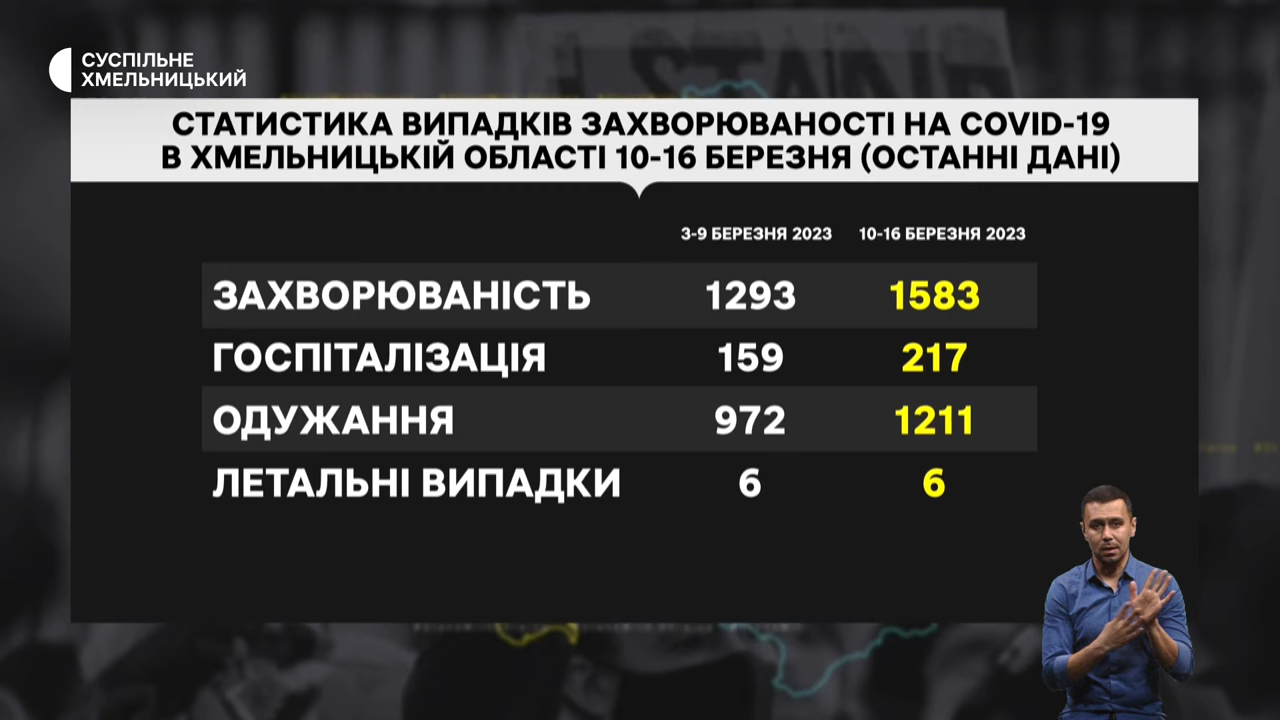 СУСПІЛЬНЕ
ХМЕЛЬНИЦЬКИЙ
СТАТИСТИКА ВИПАДКІВ ЗАХВОРЮВАНОСТІ НА COVID-19
В ХМЕЛЬНИЦЬКІЙ ОБЛАСТІ 10-16 БЕРЕЗНЯ (ОСТАННІ ДАНІ)
3-9 БЕРЕЗНЯ 2023 10-16 БЕРЕЗНЯ 2023
ЗАХВОРЮВАНІСТЬ 1293 1583
ГОСПІТАЛІЗАЦІЯ 159 217
ОДУЖАННЯ 972 1211
ЛЕТАЛЬНІ ВИПАДКИ 6 6